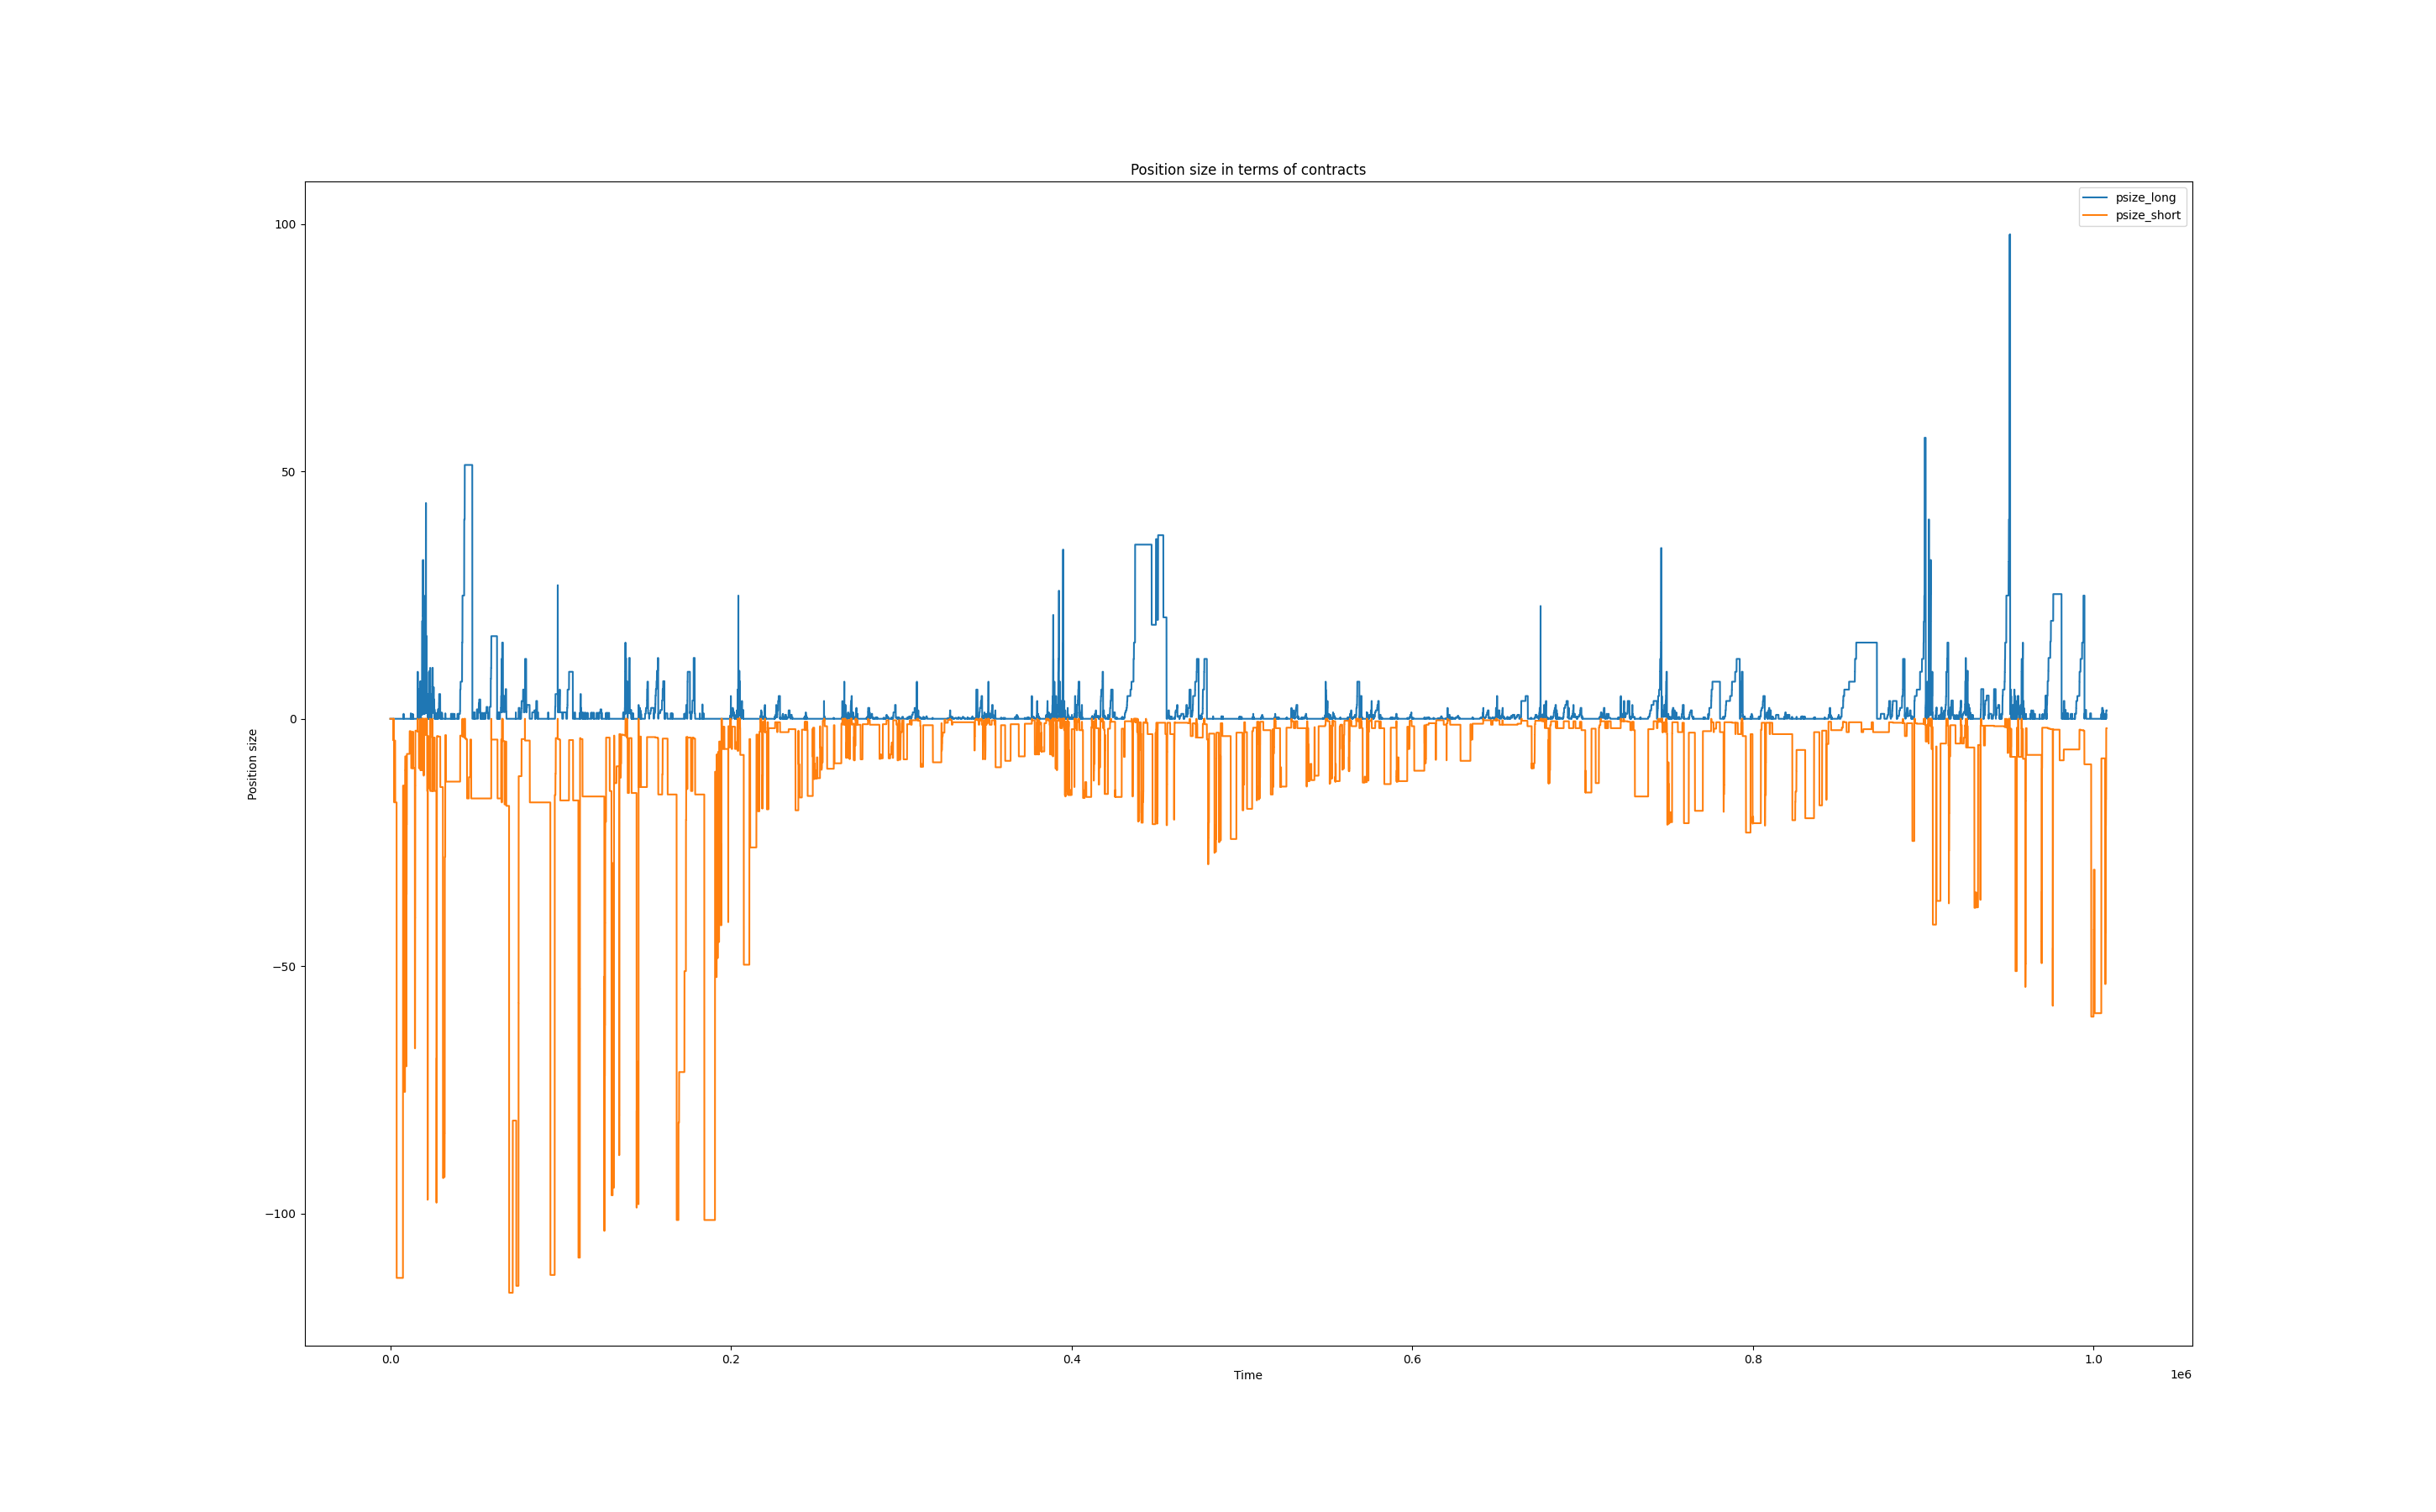 Position size in terms of contracts
psize_long
psize_short
Position size
100
50
0
−50
−100
0.0
0.2
0.4
0.6
0.8
1.0
1e6
Time